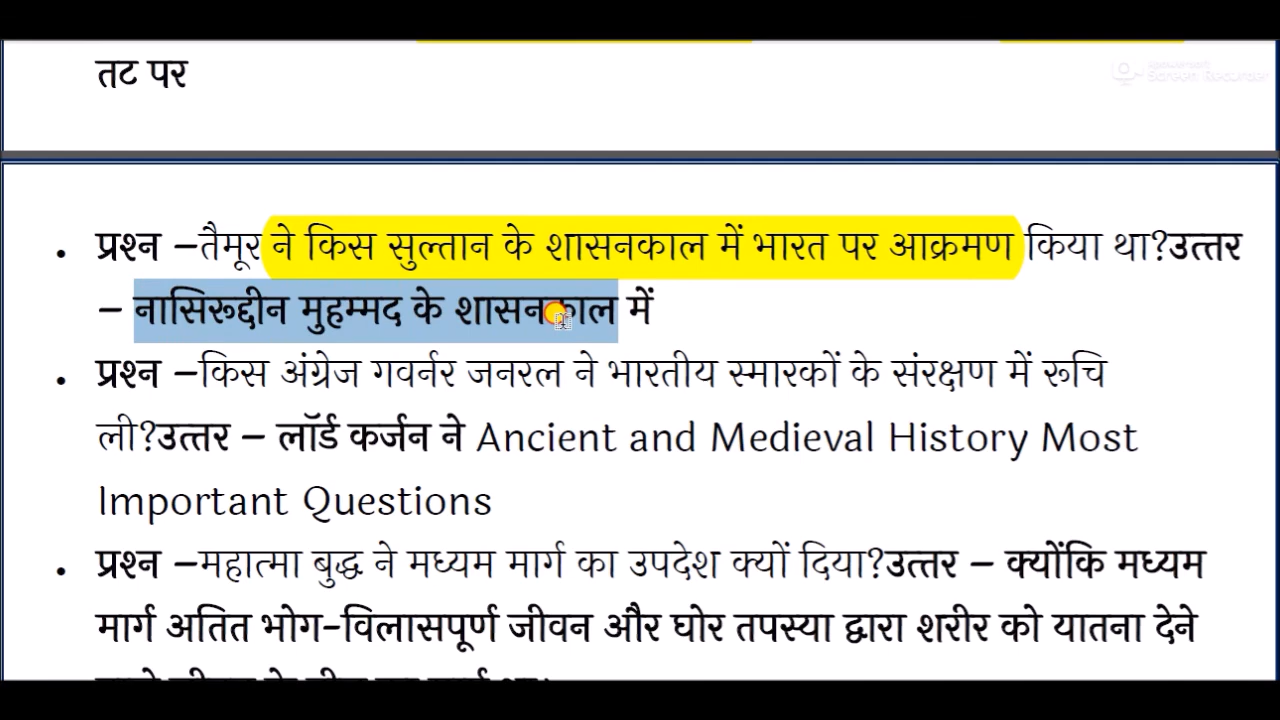 तट पर
Screen Recorder
• प्रश्न –तैमूर ने किस सुल्तान के शासनकाल में भारत पर आक्रमण किया था?उत्तर
– नासिरूद्दीन मुहम्मद के शासनकाल में
• प्रश्न –किस अंग्रेज गवर्नर जनरल ने भारतीय स्मारकों के संरक्षण में रूचि
ली?उत्तर – लॉर्ड कर्जन ने Ancient and Medieval History Most
Important Questions
• प्रश्न –महात्मा बुद्ध ने मध्यम मार्ग का उपदेश क्यों दिया?उत्तर – क्योंकि मध्यम
मार्ग अतित भोग-विलासपूर्ण जीवन और घोर तपस्या द्वारा शरीर को यातना देने